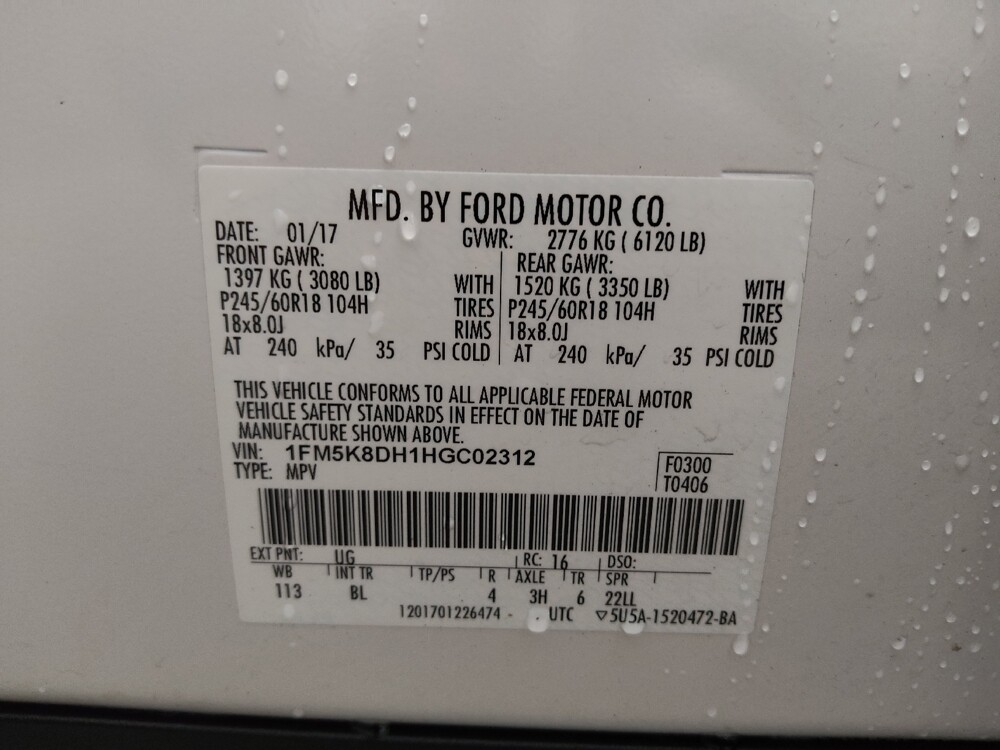 MFD. BY FORD MOTOR CO.
DATE: 01/17 GVWR: 2776 KG ( 6120 LB)
FRONT GAWR: REAR GAWR:
1397 KG ( 3080 LB) WITH 1520 KG ( 3350 LB) WITH
P245/60R18 104H TIRES P245/60R18 104H TIRES
18x8.0J RIMS 18x8.0J RIMS
AT 240 kPa/ 35 PSI COLD AT 240 kPa/ 35 PSI COLD
THIS VEHICLE CONFORMS TO ALL APPLICABLE FEDERAL MOTOR
VEHICLE SAFETY STANDARDS IN EFFECT ON THE DATE OF
MANUFACTURE SHOWN ABOVE.
VIN: 1FM5K8DH1HGC02312 F0300
TYPE: MPV T0406
EXT PNT: UG RC: 16 DSO:
WB INT TR TP/PS R AXLE TR SPR
113 BL 4 3H 6 22LL
1201701226474 - UTC ▽5U5A-1520472-BA